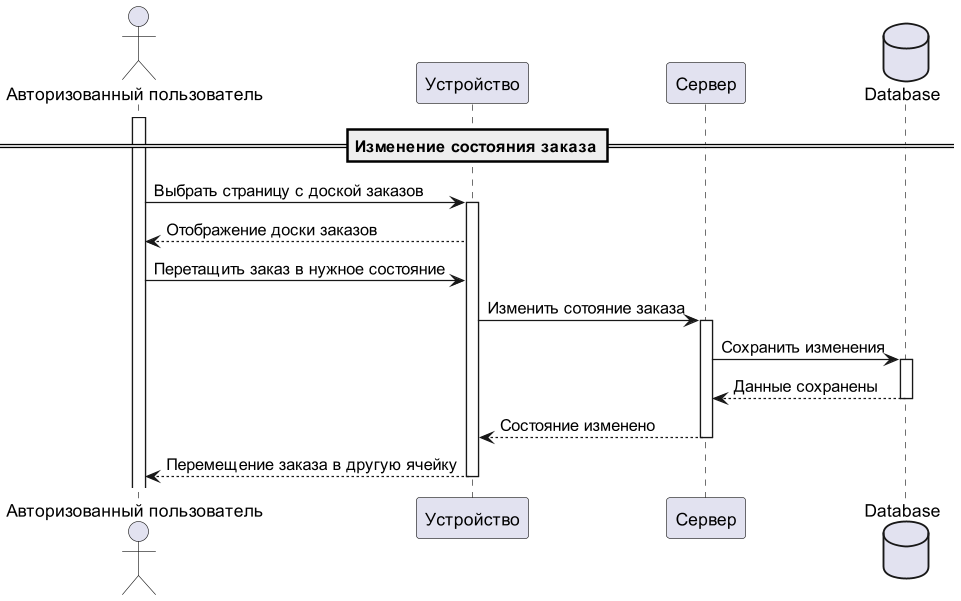 Авторизованный пользователь
Устройство
Сервер
Database
Изменение состояния заказа
Выбрать страницу с доской заказов
Отображение доски заказов
Перетащить заказ в нужное состояние
Изменить сотояние заказа
Сохранить изменения
Данные сохранены
Состояние изменено
Перемещение заказа в другую ячейку
Авторизованный пользователь
Устройство
Сервер
Database